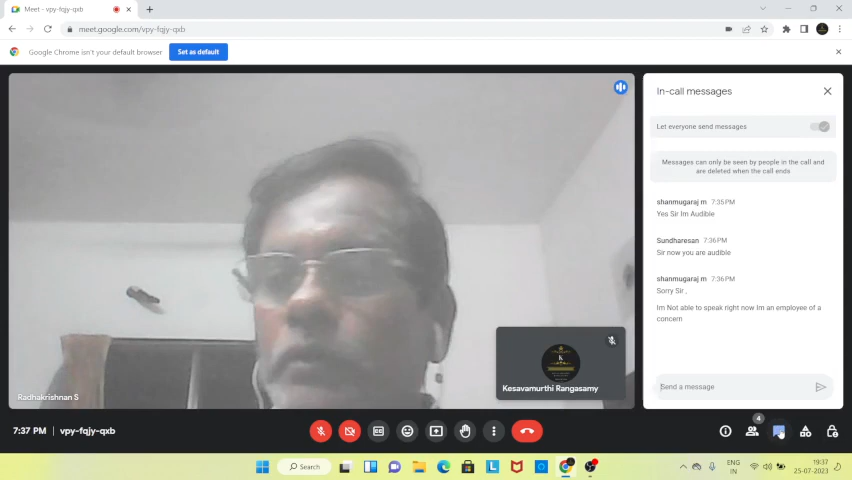 Meet - vpy-fqjy-qxb
meet.google.com/vpy-fqjy-qxb
Google Chrome isn't your default browser
Set as default
In-call messages
Let everyone send messages
Messages can only be seen by people in the call and
are deleted when the call ends
shanmugaraj m 7:35 PM
Yes Sir Im Audible
Sundharesan 7:36 PM
Sir now you are audible
shanmugaraj m 7:36 PM
Sorry Sir ,
Im Not able to speak right now Im an employee of a
concern
K
Kesavamurthi Rangasamy
Radhakrishnan S
Send a message
7:37 PM | vpy-fqjy-qxb
4
Search
L
ENG
IN
19:37
25-07-2023